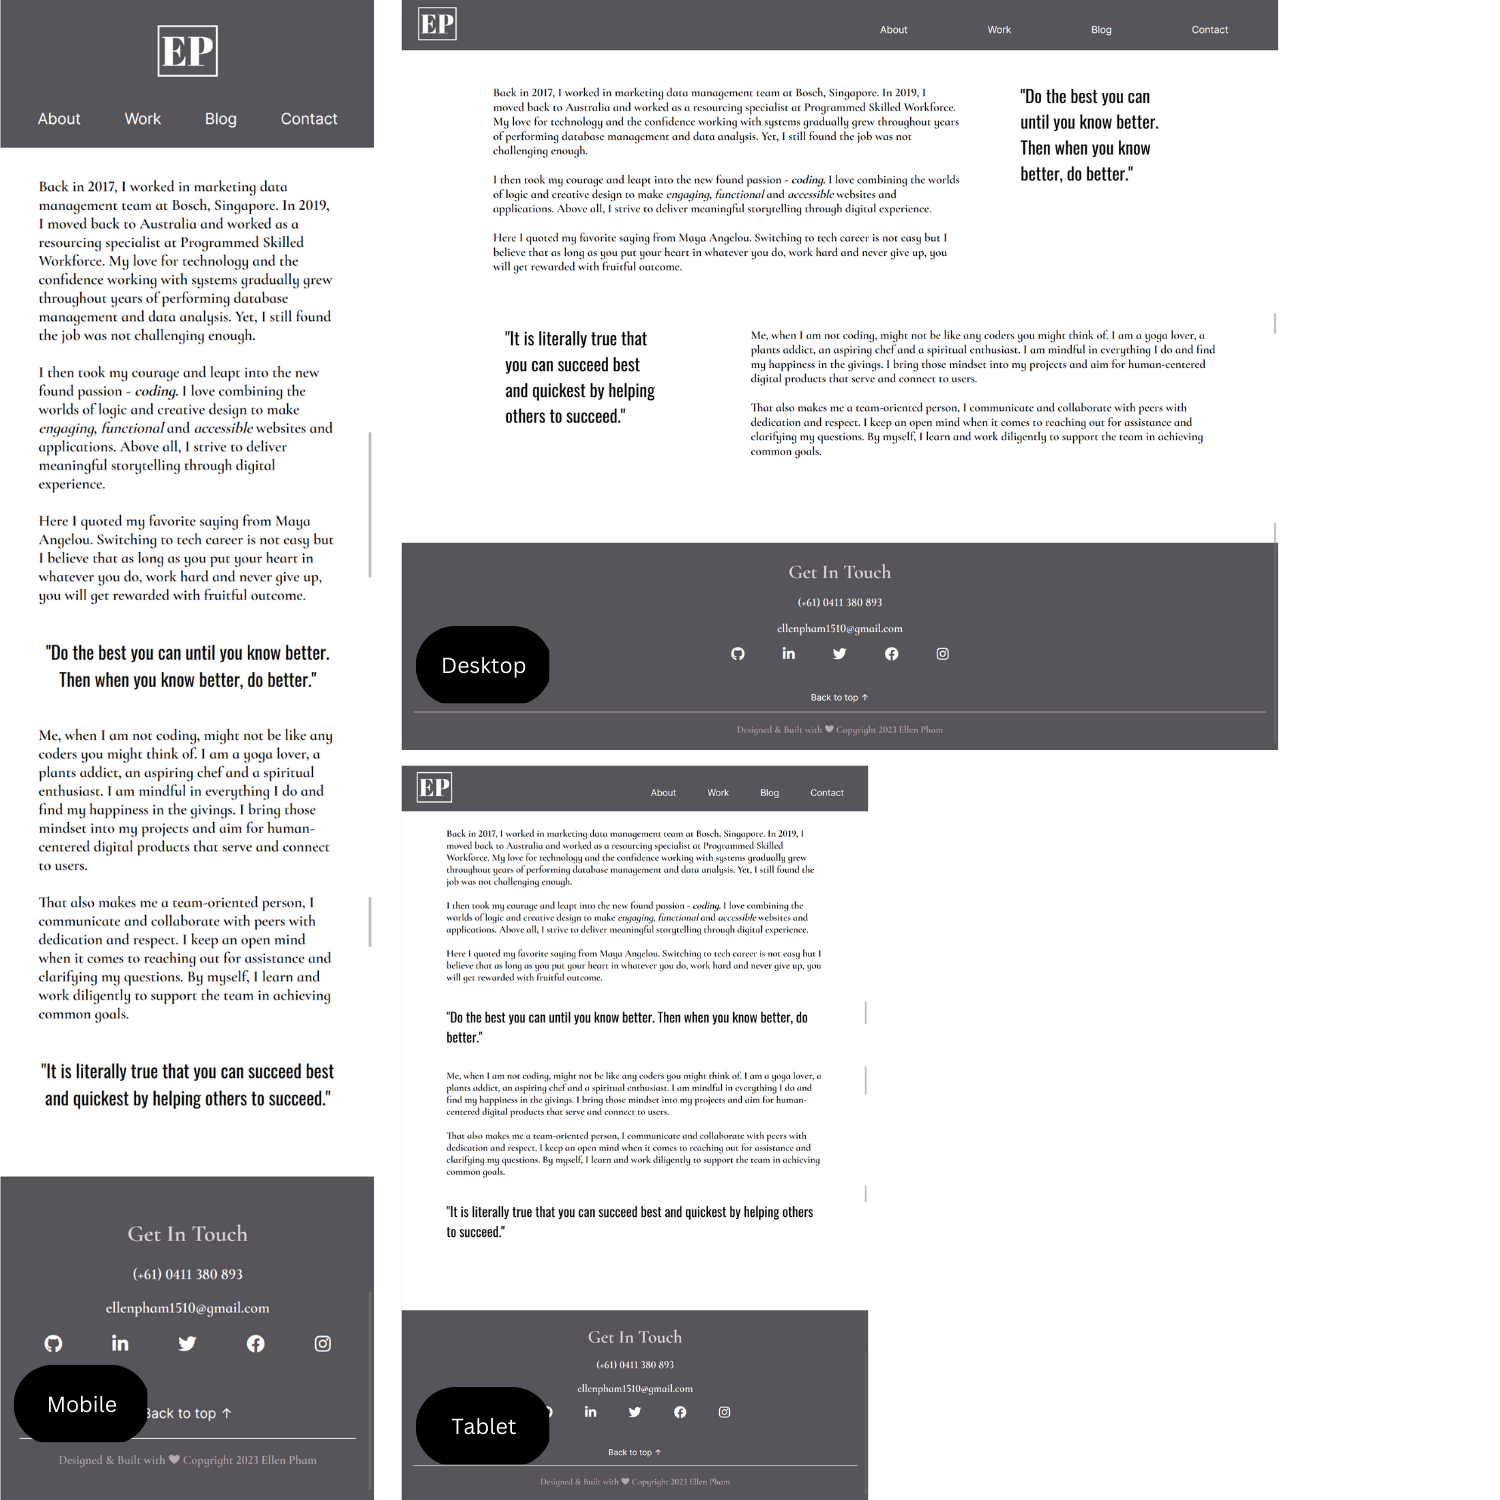 EP
About Work Blog Contact
Back in 2017, I worked in marketing data
management team at Bosch, Singapore. In 2019,
I moved back to Australia and worked as a
resourcing specialist at Programmed Skilled
Workforce. My love for technology and the
confidence working with systems gradually grew
throughout years of performing database
management and data analysis. Yet, I still found
the job was not challenging enough.
I then took my courage and leapt into the new
found passion - coding. I love combining the
worlds of logic and creative design to make
engaging, functional and accessible websites and
applications. Above all, I strive to deliver
meaningful storytelling through digital
experience.
Here I quoted my favorite saying from Maya
Angelou. Switching to tech career is not easy but
I believe that as long as you put your heart in
whatever you do, work hard and never give up,
you will get rewarded with fruitful outcome.
"Do the best you can until you know better.
Then when you know better, do better."
Me, when I am not coding, might not be like any
coders you might think of. I am a yoga lover, a
plants addict, an aspiring chef and a spiritual
enthusiast. I am mindful in everything I do and
find my happiness in the givings. I bring those
mindset into my projects and aim for human-
centered digital products that serve and connect
to users.
That also makes me a team-oriented person, I
communicate and collaborate with peers with
dedication and respect. I keep an open mind
when it comes to reaching out for assistance and
clarifying my questions. By myself, I learn and
work diligently to support the team in achieving
common goals.
"It is literally true that you can succeed best
and quickest by helping others to succeed."
Get In Touch
(+61) 0411 380 893
ellenpham1510@gmail.com
Mobile
Back to top ↑
Designed & Built with ♥ Copyright 2023 Ellen Pham
EP
About Work Blog Contact
Back in 2017, I worked in marketing data management team at Bosch, Singapore. In 2019, I
moved back to Australia and worked as a resourcing specialist at Programmed Skilled Workforce.
My love for technology and the confidence working with systems gradually grew throughout years
of performing database management and data analysis. Yet, I still found the job was not
challenging enough.
I then took my courage and leapt into the new found passion - coding. I love combining the worlds
of logic and creative design to make engaging, functional and accessible websites and
applications. Above all, I strive to deliver meaningful storytelling through digital experience.
Here I quoted my favorite saying from Maya Angelou. Switching to tech career is not easy but I
believe that as long as you put your heart in whatever you do, work hard and never give up, you
will get rewarded with fruitful outcome.
"Do the best you can
until you know better.
Then when you know
better, do better."
"It is literally true that
you can succeed best
and quickest by helping
others to succeed."
Me, when I am not coding, might not be like any coders you might think of. I am a yoga lover, a
plants addict, an aspiring chef and a spiritual enthusiast. I am mindful in everything I do and find
my happiness in the givings. I bring those mindset into my projects and aim for human-centered
digital products that serve and connect to users.
That also makes me a team-oriented person, I communicate and collaborate with peers with
dedication and respect. I keep an open mind when it comes to reaching out for assistance and
clarifying my questions. By myself, I learn and work diligently to support the team in achieving
common goals.
Get In Touch
(+61) 0411 380 893
ellenpham1510@gmail.com
Desktop
Back to top ↑
Designed & Built with ♥ Copyright 2023 Ellen Pham
EP
About Work Blog Contact
Back in 2017, I worked in marketing data management team at Bosch, Singapore. In 2019, I
moved back to Australia and worked as a resourcing specialist at Programmed Skilled
Workforce. My love for technology and the confidence working with systems gradually grew
throughout years of performing database management and data analysis. Yet, I still found the
job was not challenging enough.
I then took my courage and leapt into the new found passion - coding. I love combining the
worlds of logic and creative design to make engaging, functional and accessible websites and
applications. Above all, I strive to deliver meaningful storytelling through digital experience.
Here I quoted my favorite saying from Maya Angelou. Switching to tech career is not easy but I
believe that as long as you put your heart in whatever you do, work hard and never give up, you
will get rewarded with fruitful outcome.
"Do the best you can until you know better. Then when you know better, do
better."
Me, when I am not coding, might not be like any coders you might think of. I am a yoga lover, a
plants addict, an aspiring chef and a spiritual enthusiast. I am mindful in everything I do and
find my happiness in the givings. I bring those mindset into my projects and aim for human-
centered digital products that serve and connect to users.
That also makes me a team-oriented person, I communicate and collaborate with peers with
dedication and respect. I keep an open mind when it comes to reaching out for assistance and
clarifying my questions. By myself, I learn and work diligently to support the team in achieving
common goals.
"It is literally true that you can succeed best and quickest by helping others
to succeed."
Get In Touch
(+61) 0411 380 893
ellenpham1510@gmail.com
Tablet
Back to top ↑
Designed & Built with ♥ Copyright 2023 Ellen Pham